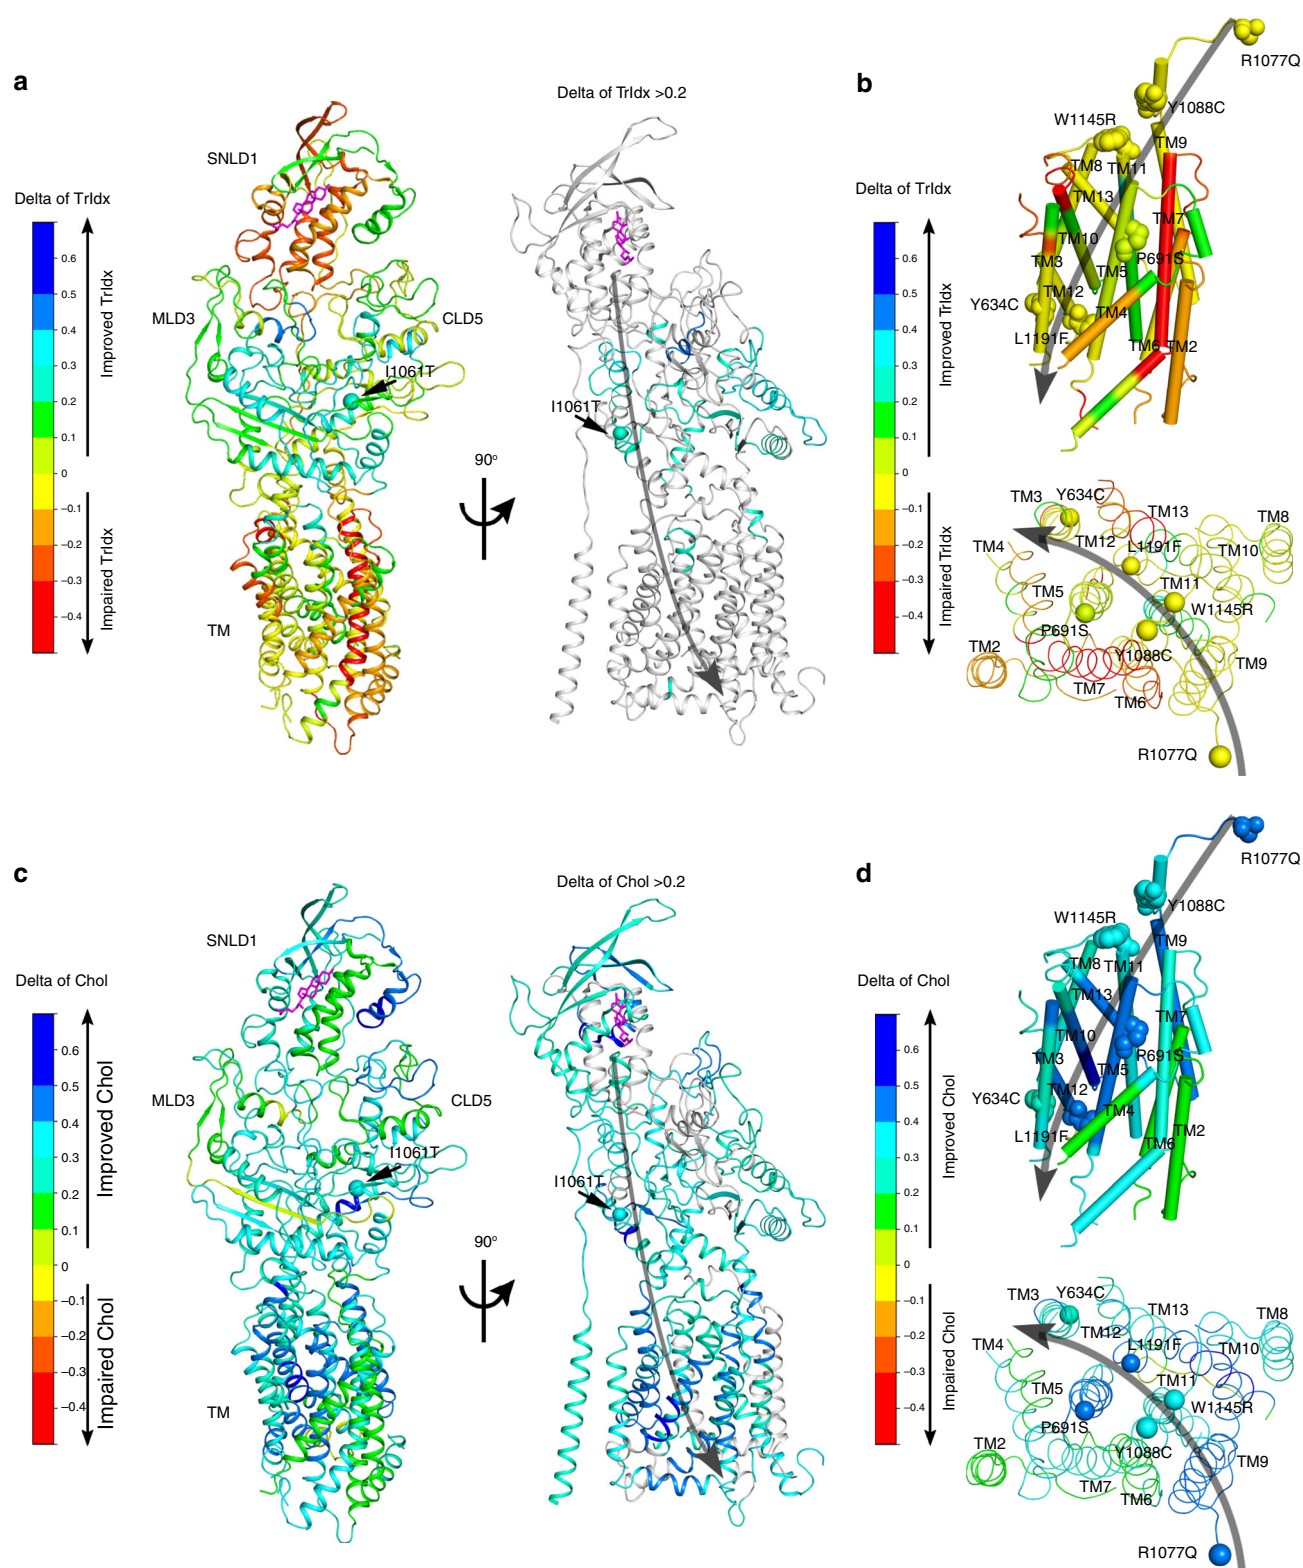 a
Delta of TrIdx >0.2
SNLD1
Delta of TrIdx
0.6
0.5
0.4
0.3
0.2
0.1
0
−0.1
−0.2
−0.3
−0.4
Improved TrIdx
Impaired TrIdx
MLD3
CLD5
I1061T
TM
90°
I1061T
b
R1077Q
Y1088C
W1145R
TM9
TM8
TM11
TM13
TM7
TM10
P691S
TM3
TM5
TM12
Y634C
TM4
L1191F
TM6
TM2
Delta of TrIdx
0.6
0.5
0.4
0.3
0.2
0.1
0
−0.1
−0.2
−0.3
−0.4
Improved TrIdx
Impaired TrIdx
TM3
Y634C
TM13
TM8
TM12
L1191F
TM10
TM4
TM5
TM11
W1145R
P691S
Y1088C
TM2
TM9
TM7
TM6
R1077Q
c
Delta of Chol >0.2
SNLD1
Delta of Chol
0.6
0.5
0.4
0.3
0.2
0.1
0
−0.1
−0.2
−0.3
−0.4
Improved Chol
Impaired Chol
MLD3
CLD5
I1061T
TM
90°
I1061T
d
R1077Q
Y1088C
W1145R
TM9
TM8
TM11
TM13
TM7
TM10
P691S
TM3
TM5
TM12
Y634C
TM4
L1191F
TM6
TM2
Delta of Chol
0.6
0.5
0.4
0.3
0.2
0.1
0
−0.1
−0.2
−0.3
−0.4
Improved Chol
Impaired Chol
TM3
Y634C
TM13
TM8
TM12
L1191F
TM10
TM4
TM5
TM11
W1145R
P691S
Y1088C
TM2
TM9
TM7
TM6
R1077Q